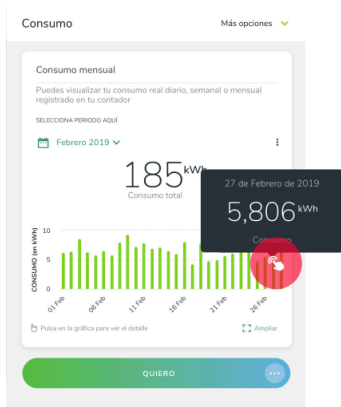 Consumo
Más opciones
Consumo mensual
Puedes visualizar tu consumo real diario, semanal o mensual
registrado en tu contador
SELECCIONA PERIODO AQUÍ
Febrero 2019
185 kWh
Consumo total
27 de Febrero de 2019
5,806 kWh
Consumo
CONSUMO (en kWh)
10
5
0
01 Feb
06 Feb
11 Feb
16 Feb
21 Feb
26 Feb
Pulsa en la gráfica para ver el detalle
Ampliar
QUIERO